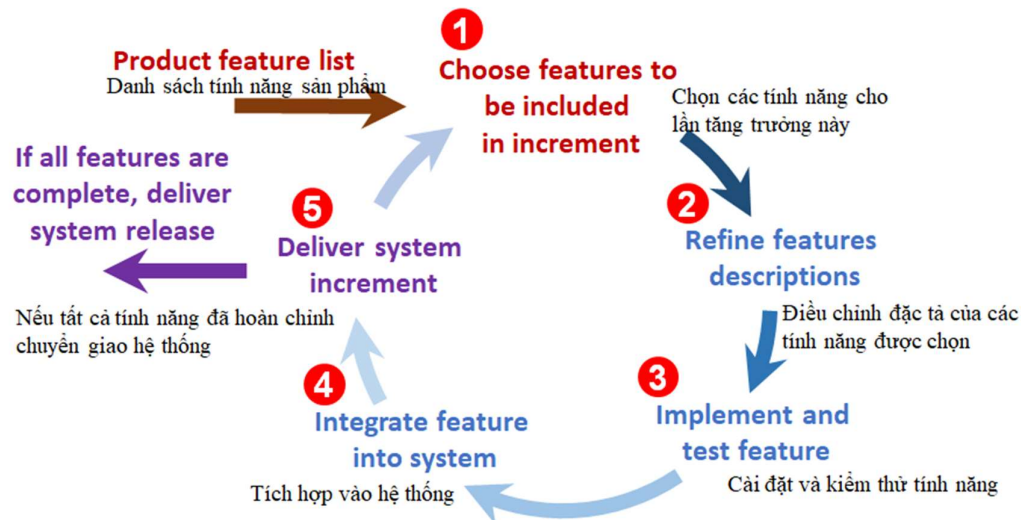 1
Product feature list
Danh sách tính năng sản phẩm
Choose features to
be included
in increment
Chọn các tính năng cho
lần tăng trưởng này
2
Refine features
descriptions
Điều chỉnh đặc tả của các
tính năng được chọn
3
Implement and
test feature
Cài đặt và kiểm thử tính năng
4
Integrate feature
into system
Tích hợp vào hệ thống
5
Deliver system
increment
If all features are
complete, deliver
system release
Nếu tất cả tính năng đã hoàn chỉnh
chuyển giao hệ thống